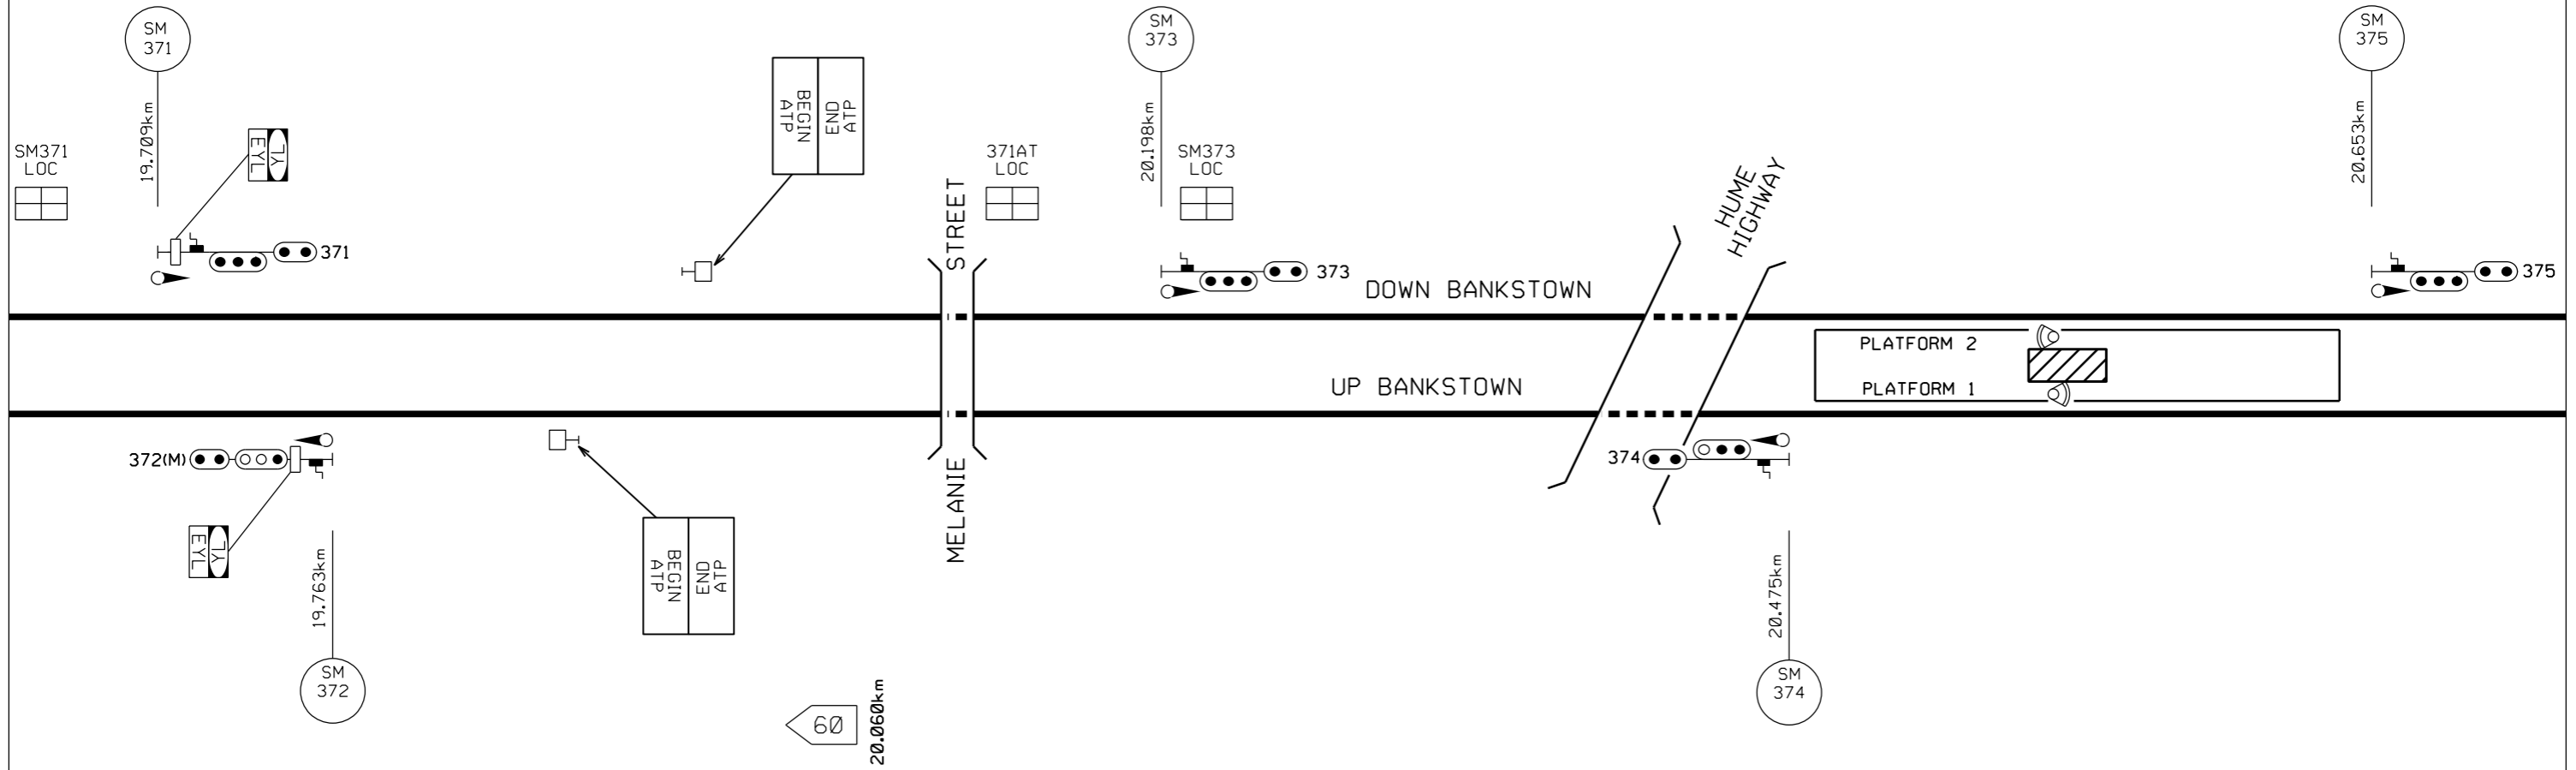 SM
371
19.709km
SM371
LOC
YL
EYL
371
BEGIN
ATP
END
ATP
371AT
LOC
SM
373
20.198km
SM373
LOC
373
HUME
HIGHWAY
SM
375
20.653km
375
DOWN BANKSTOWN
UP BANKSTOWN
PLATFORM 2
PLATFORM 1
MELANIE STREET
372(M)
YL
EYL
19.763km
SM
372
BEGIN
ATP
END
ATP
60
20.060km
374
20.475km
SM
374